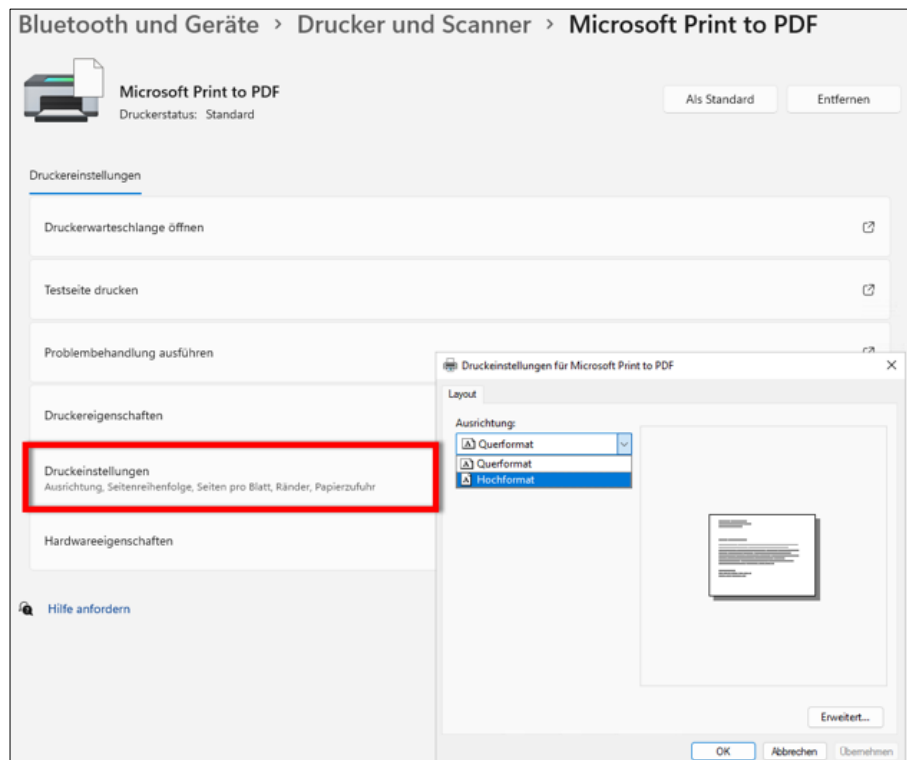 Bluetooth und Geräte › Drucker und Scanner › Microsoft Print to PDF
Microsoft Print to PDF
Druckerstatus: Standard
Als Standard
Entfernen
Druckereinstellungen
Druckerwarteschlange öffnen
Testseite drucken
Problembehandlung ausführen
Druckereigenschaften
Druckeinstellungen
Ausrichtung, Seitenreihenfolge, Seiten pro Blatt, Ränder, Papierzufuhr
Hardwareeigenschaften
Hilfe anfordern
Druckeinstellungen für Microsoft Print to PDF
Layout
Ausrichtung:
A Querformat
A Querformat
A Hochformat
Erweitert...
OK
Abbrechen
Übernehmen